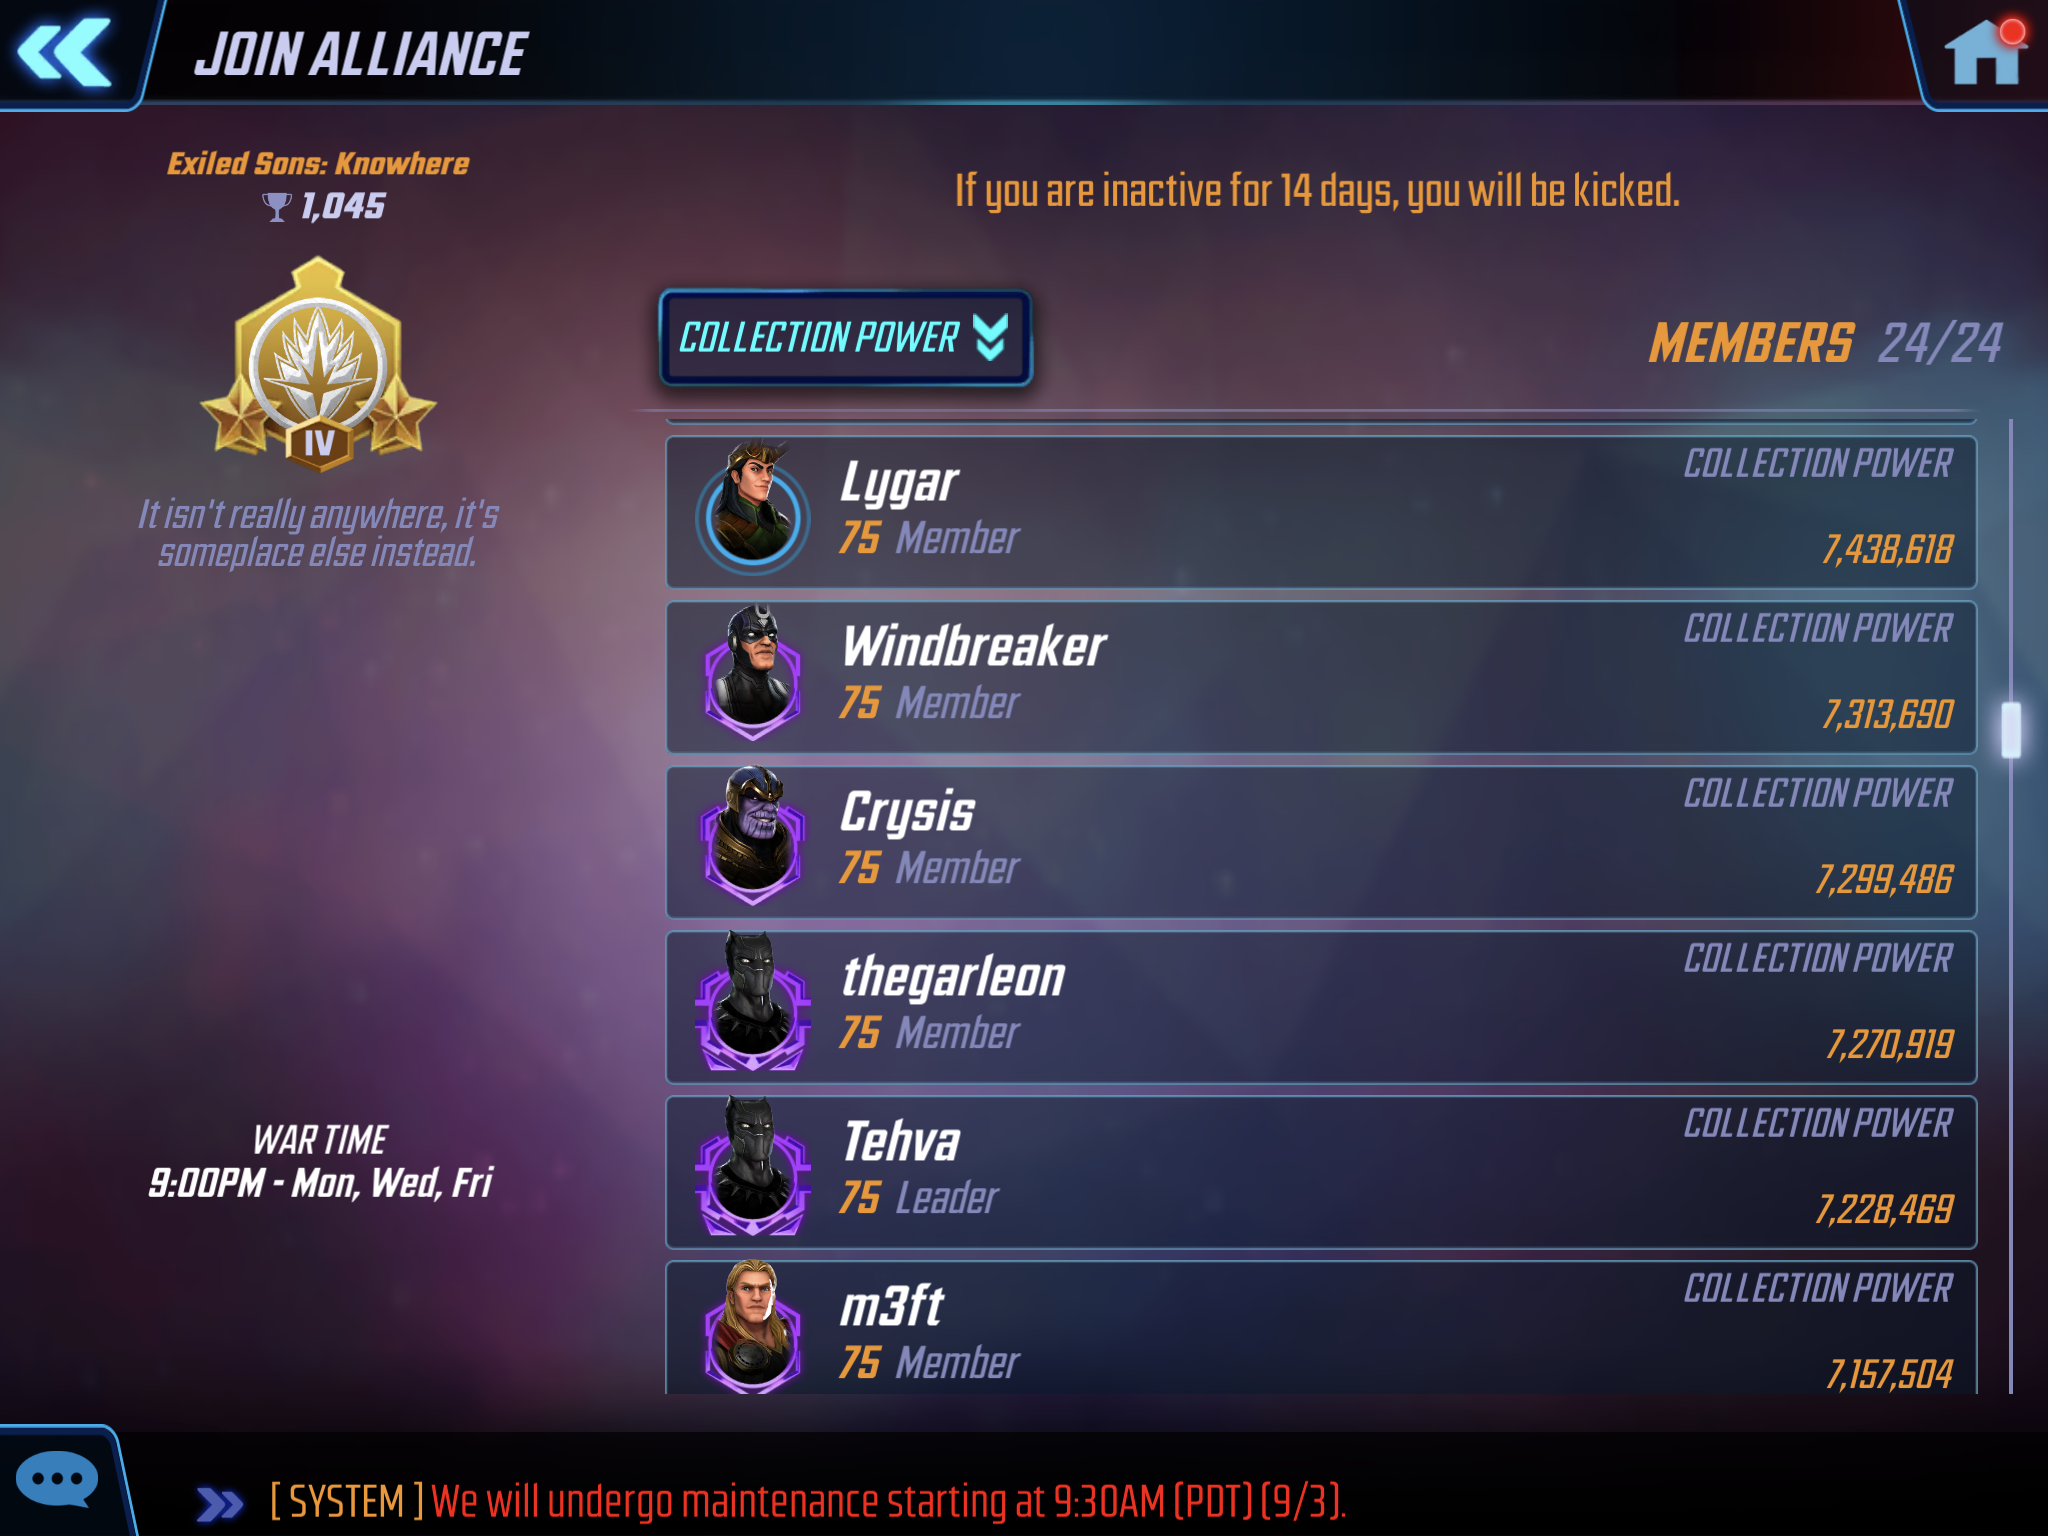 JOIN ALLIANCE
Exiled Sons: Knowhere
1,045
IV
It isn't really anywhere, it's
someplace else instead.
WAR TIME
9:00PM - Mon, Wed, Fri
If you are inactive for 14 days, you will be kicked.
COLLECTION POWER
MEMBERS 24/24
Lygar
75 Member
COLLECTION POWER
7,438,618
Windbreaker
75 Member
COLLECTION POWER
7,313,690
Crysis
75 Member
COLLECTION POWER
7,299,486
thegarleon
75 Member
COLLECTION POWER
7,270,919
Tehva
75 Leader
COLLECTION POWER
7,228,469
m3ft
75 Member
COLLECTION POWER
7,157,504
[ SYSTEM ] We will undergo maintenance starting at 9:30AM (PDT) (9/3).